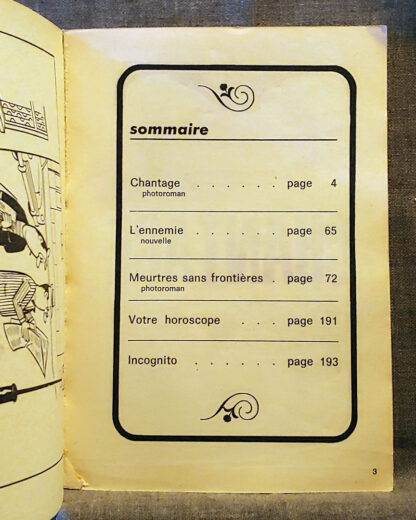 sommaire
Chantage . . . . . . page 4
photoroman
L'ennemie . . . . . . page 65
nouvelle
Meurtres sans frontières . page 72
photoroman
Votre horoscope . . . page 191
Incognito . . . . . . page 193
3